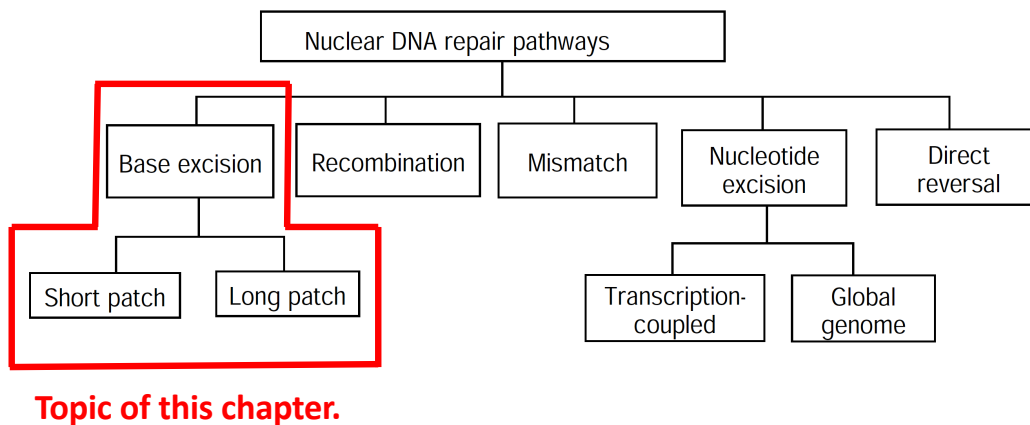 Nuclear DNA repair pathways
Base excision
Recombination
Mismatch
Nucleotide
excision
Direct
reversal
Short patch
Long patch
Transcription-
coupled
Global
genome
Topic of this chapter.